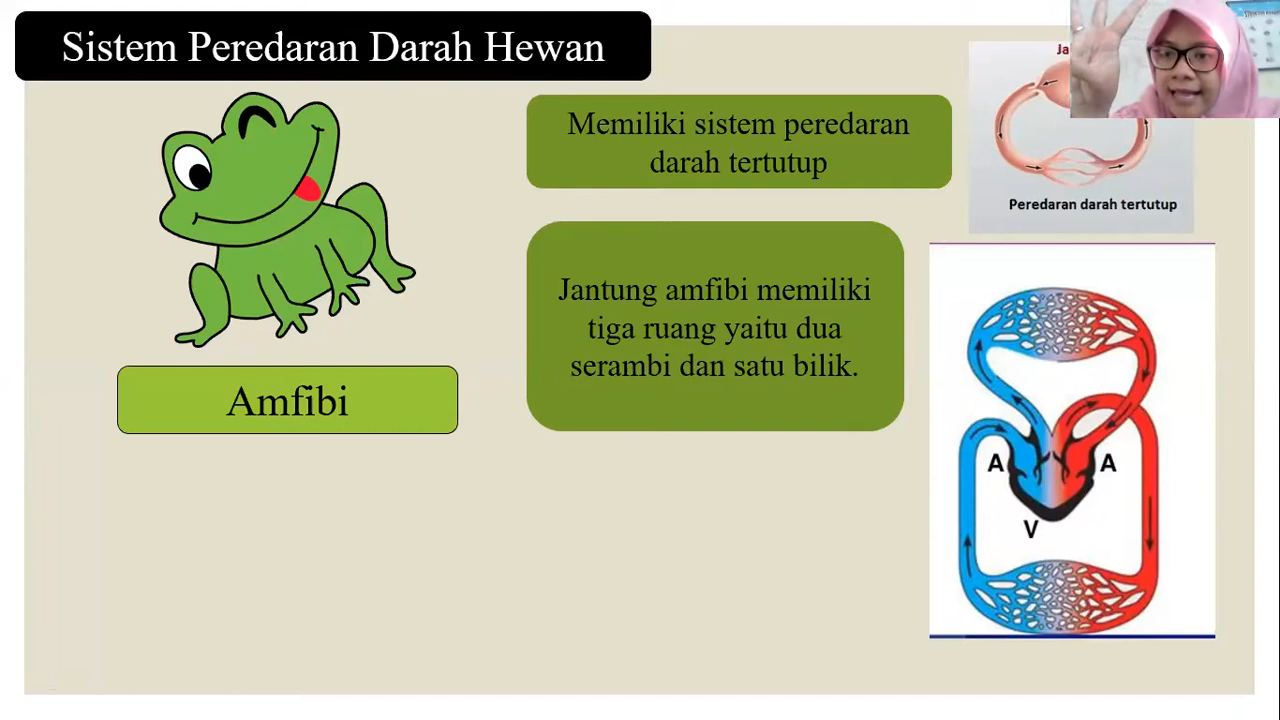 Sistem Peredaran Darah Hewan
Memiliki sistem peredaran
darah tertutup
Peredaran darah tertutup
Jantung amfibi memiliki
tiga ruang yaitu dua
serambi dan satu bilik.
Amfibi
A
A
V